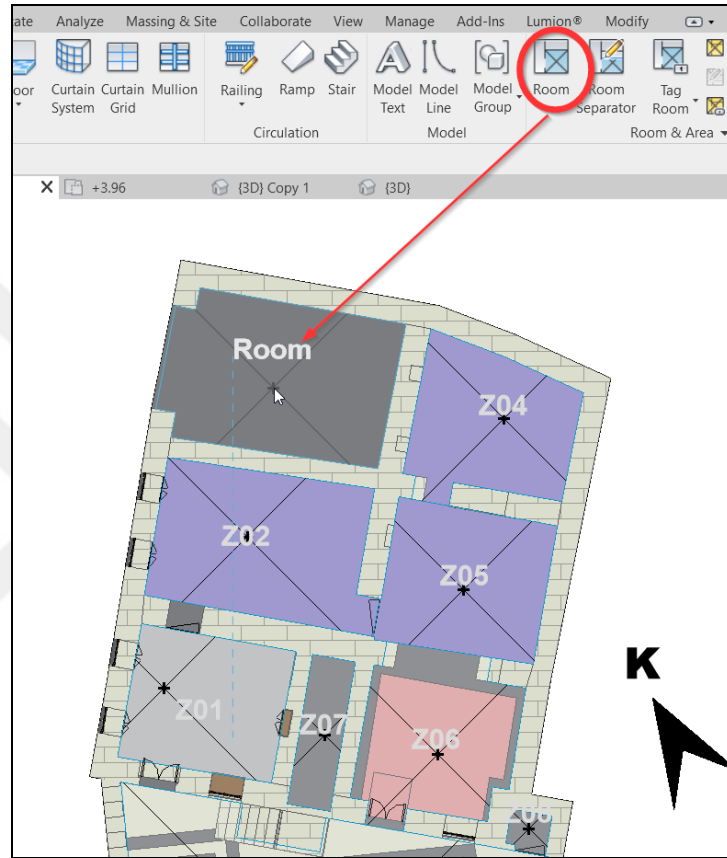 ate Analyze Massing & Site Collaborate View Manage Add-Ins Lumion® Modify
oor Curtain System Curtain Grid Mullion Railing Ramp Stair Model Text Model Line Model Group Room Room Separator Tag Room
Circulation Model Room & Area
+3.96 {3D} Copy 1 {3D}
Room
Z04
Z02
Z05
K
Z01
Z07
Z06
Z08